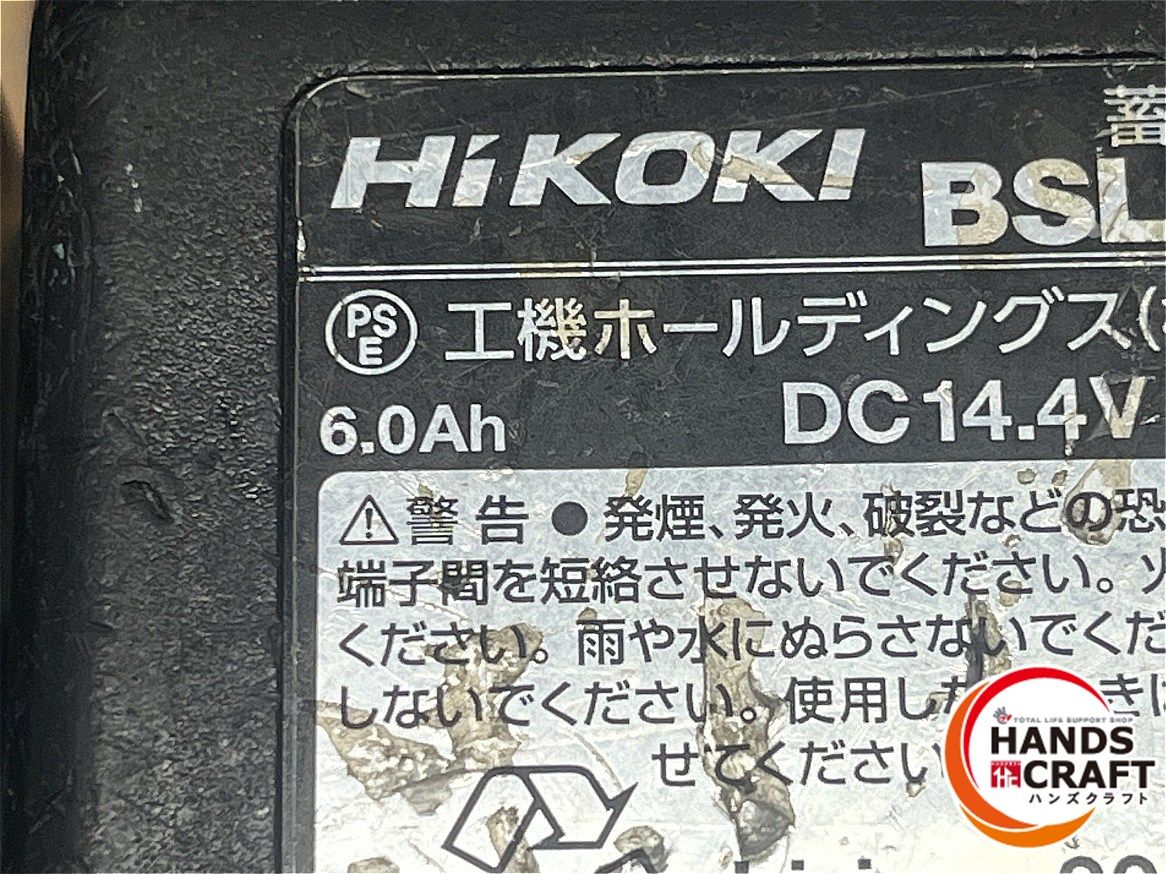 HiKOKI
蓄
BSL
PSE 工機ホールディングス(
6.0Ah DC14.4V
⚠警告 ●発煙、発火、破裂などの恐
端子間を短絡させないでください。ソ
ください。雨や水にぬらさないでくだ
しないでください。使用しな きに
せてください
TOTAL LIFE SUPPORT SHOP
HANDS
CRAFT
ハンズクラフト